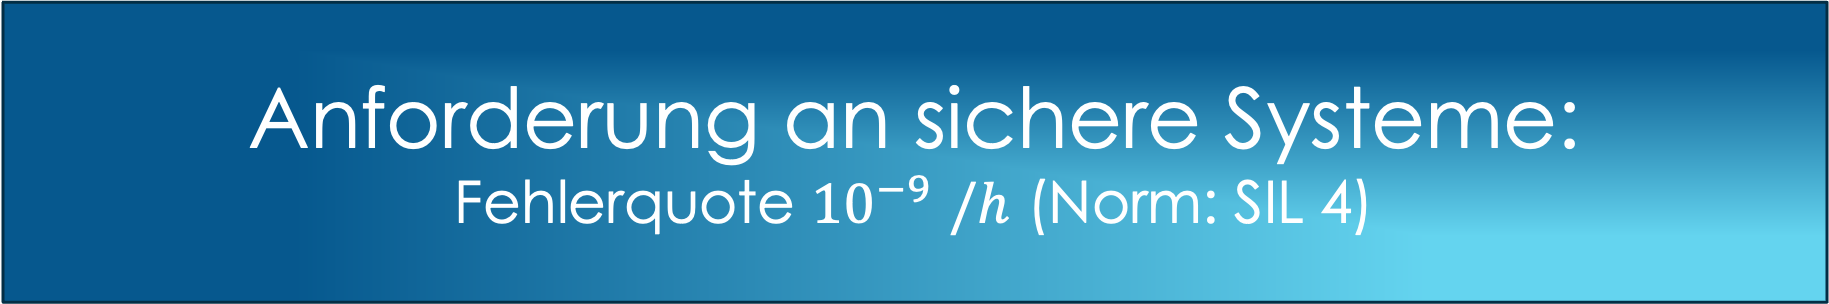 Anforderung an sichere Systeme:
Fehlerquote 10⁻⁹ /h (Norm: SIL 4)